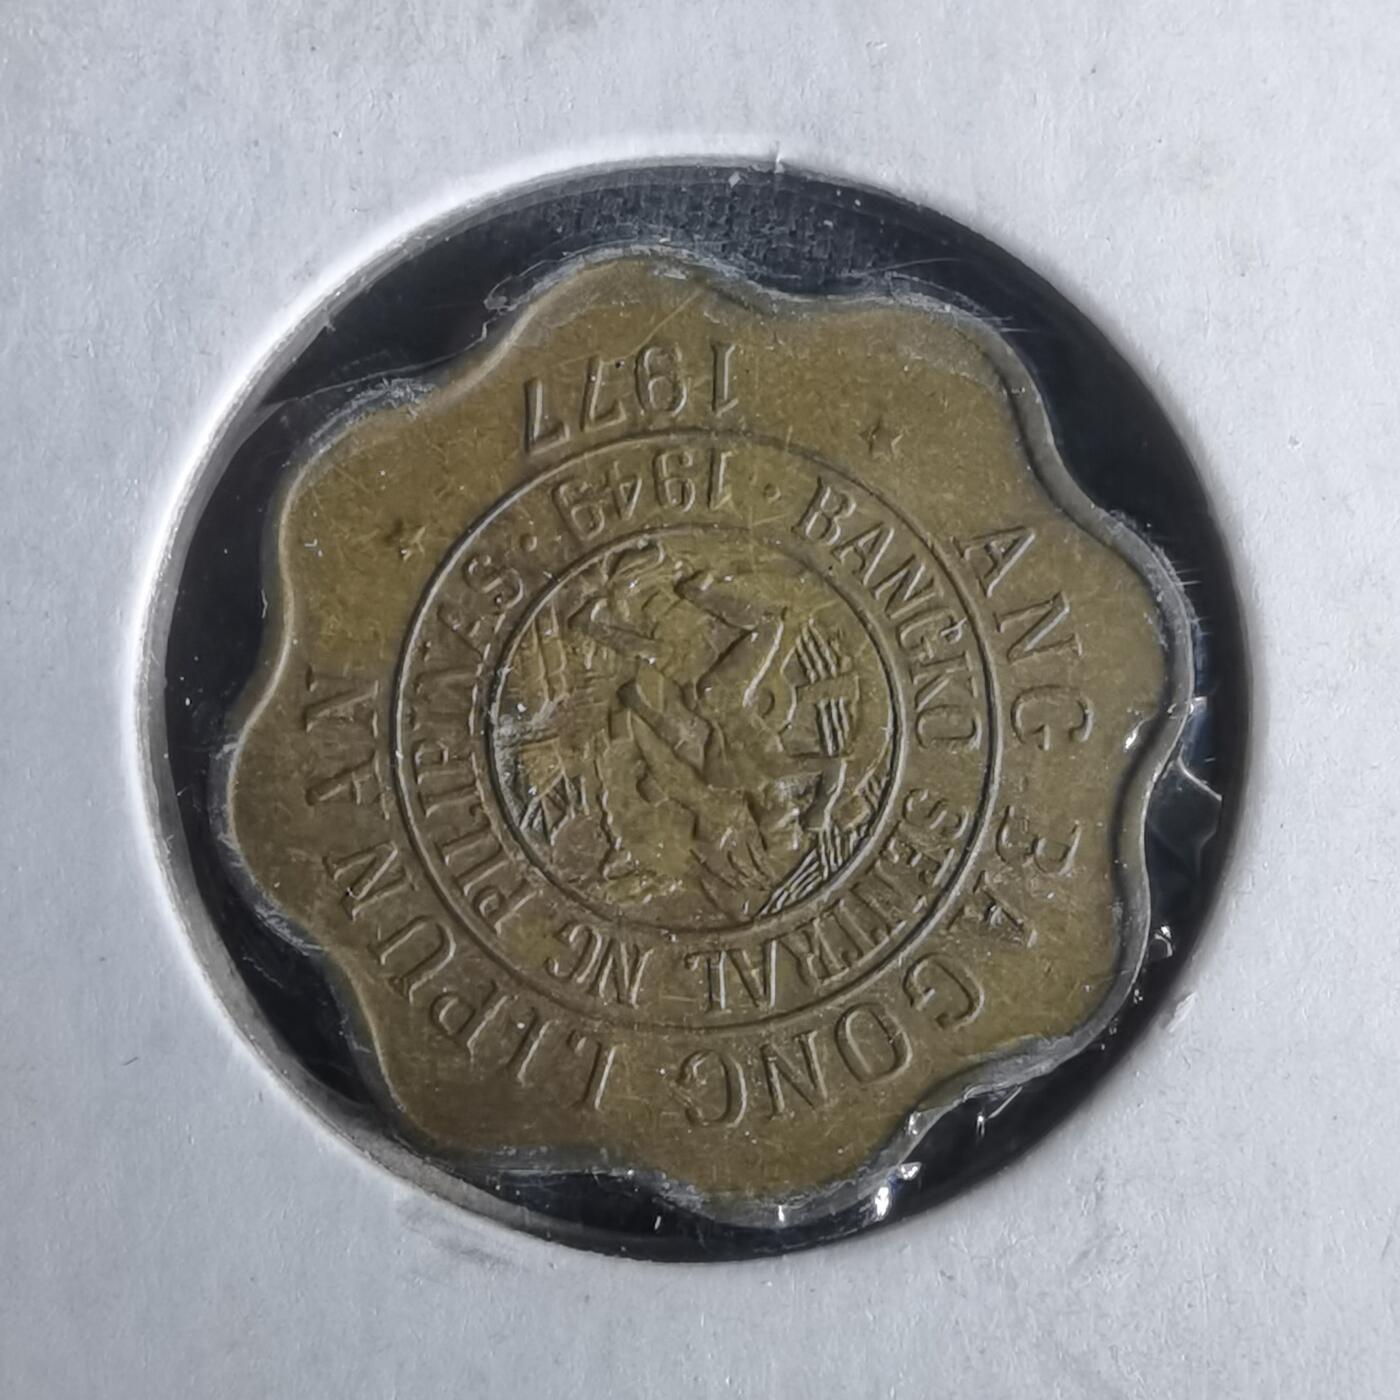 ANG BAGONG LIPUNAN
1977
BANGKO SENTRAL NG PILIPINAS
· 1949 ·